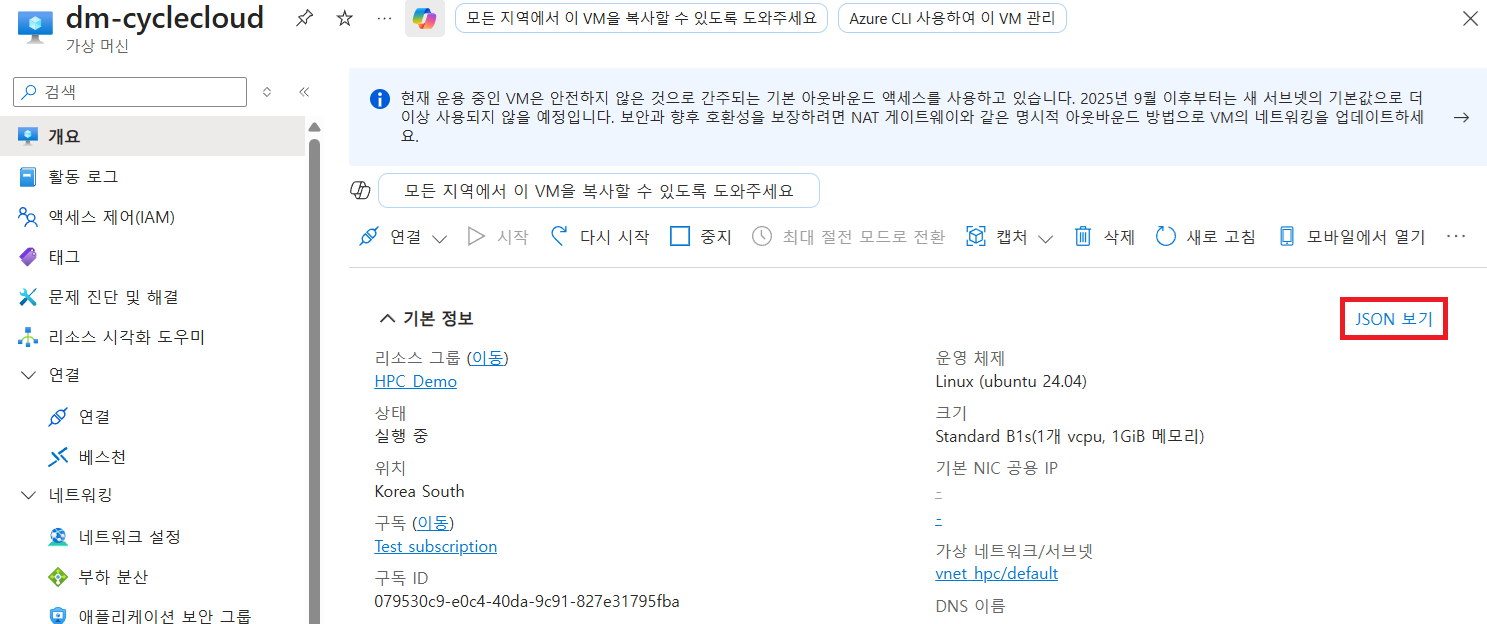 dm-cyclecloud
가상 머신
모든 지역에서 이 VM을 복사할 수 있도록 도와주세요
Azure CLI 사용하여 이 VM 관리
검색
개요
활동 로그
액세스 제어(IAM)
태그
문제 진단 및 해결
리소스 시각화 도우미
연결
연결
베스천
네트워킹
네트워크 설정
부하 분산
애플리케이션 보안 그룹
현재 운용 중인 VM은 안전하지 않은 것으로 간주되는 기본 아웃바운드 액세스를 사용하고 있습니다. 2025년 9월 이후부터는 새 서브넷의 기본값으로 더
이상 사용되지 않을 예정입니다. 보안과 향후 호환성을 보장하려면 NAT 게이트웨이와 같은 명시적 아웃바운드 방법으로 VM의 네트워킹을 업데이트하세
요.
모든 지역에서 이 VM을 복사할 수 있도록 도와주세요
연결 시작 다시 시작 중지 최대 절전 모드로 전환 캡처 삭제 새로 고침 모바일에서 열기 ...
기본 정보
JSON 보기
리소스 그룹 (이동)
HPC_Demo
상태
실행 중
위치
Korea South
구독 (이동)
Test subscription
구독 ID
079530c9-e0c4-40da-9c91-827e31795fba
운영 체제
Linux (ubuntu 24.04)
크기
Standard B1s(1개 vcpu, 1GiB 메모리)
기본 NIC 공용 IP
-
-
가상 네트워크/서브넷
vnet_hpc/default
DNS 이름